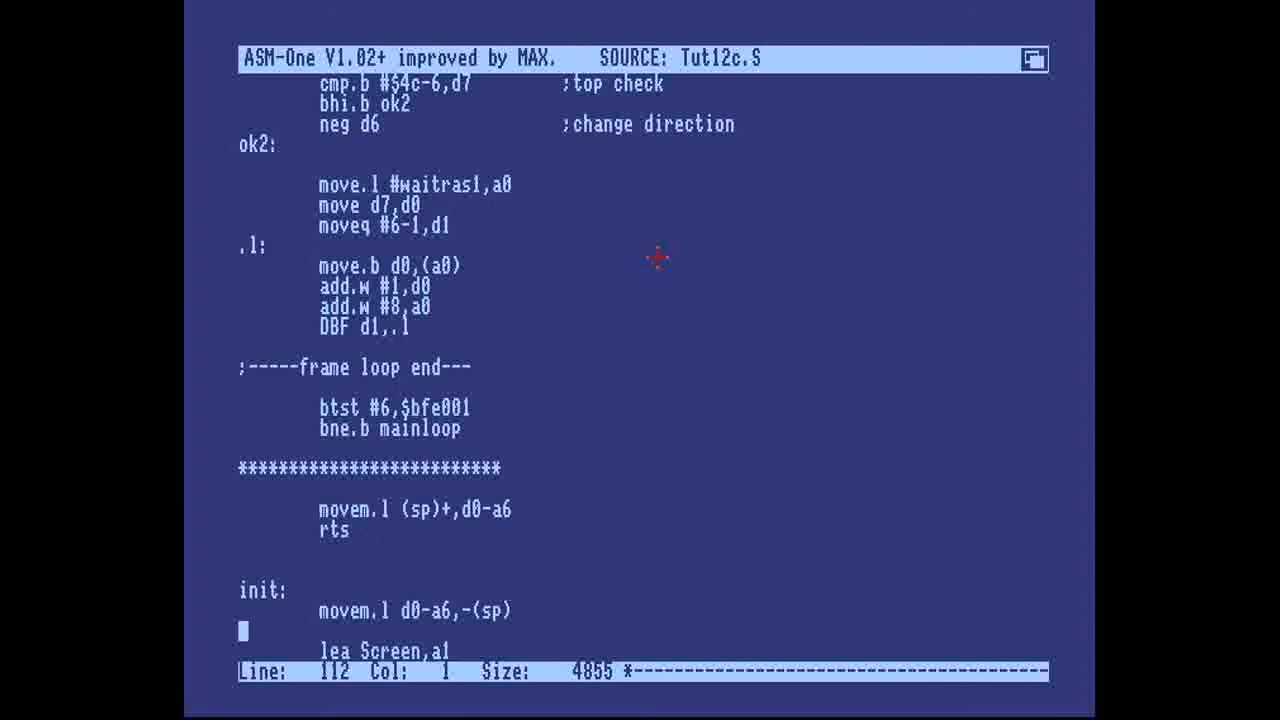 ASM-One V1.02+ improved by MAX. SOURCE: Tut12c.S
cmp.b #$4c-6,d7 ;top check
bhi.b ok2
neg d6 ;change direction
ok2:
move.l #waitras1,a0
move d7,d0
moveq #6-1,d1
.l:
move.b d0,(a0)
add.w #1,d0
add.w #8,a0
DBF d1,.l
;-----frame loop end---
btst #6,$bfe001
bne.b mainloop
**************************
movem.l (sp)+,d0-a6
rts
init:
movem.l d0-a6,-(sp)
lea Screen,a1
Line: 112 Col: 1 Size: 4855 *-----------------------------------------